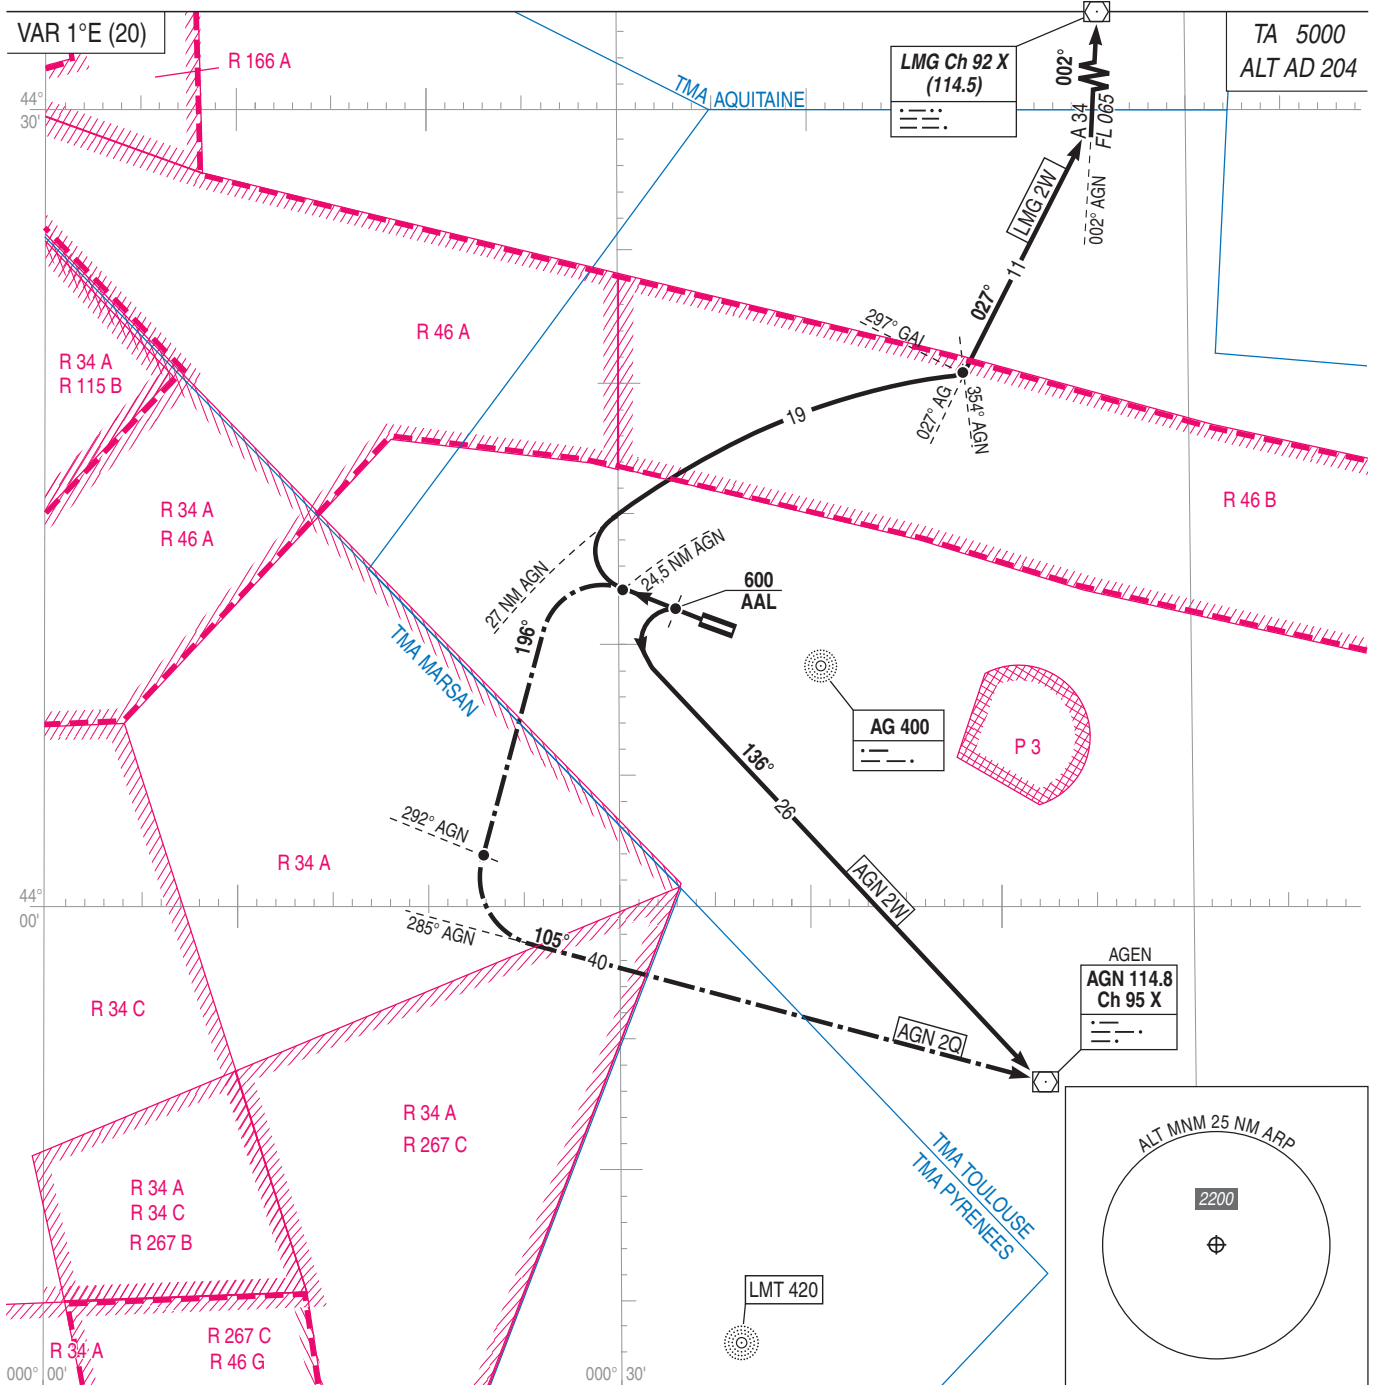 VAR 1°E (20)
R 166 A
TMA AQUITAINE
LMG Ch 92 X
(114.5)
TA 5000
ALT AD 204
44°
30'
002°
A 34
FL 065
LMG 2W
002° AGN
11
027°
297° GAI
R 46 A
R 34 A
R 115 B
027° AG
354° AGN
19
R 46 B
R 34 A
R 46 A
24,5 NM AGN
27 NM AGN
600
AAL
196°
TMA MARSAN
AG 400
P 3
136°
26
292° AGN
R 34 A
AGN 2W
44°
00'
285° AGN
105°
40
AGN 2Q
AGEN
AGN 114.8
Ch 95 X
R 34 C
R 34 A
R 267 C
TMA TOULOUSE
TMA PYRENEES
ALT MNM 25 NM ARP
2200
R 34 A
R 34 C
R 267 B
LMT 420
R 34 A
R 267 C
R 46 G
000° 00'
000° 30'